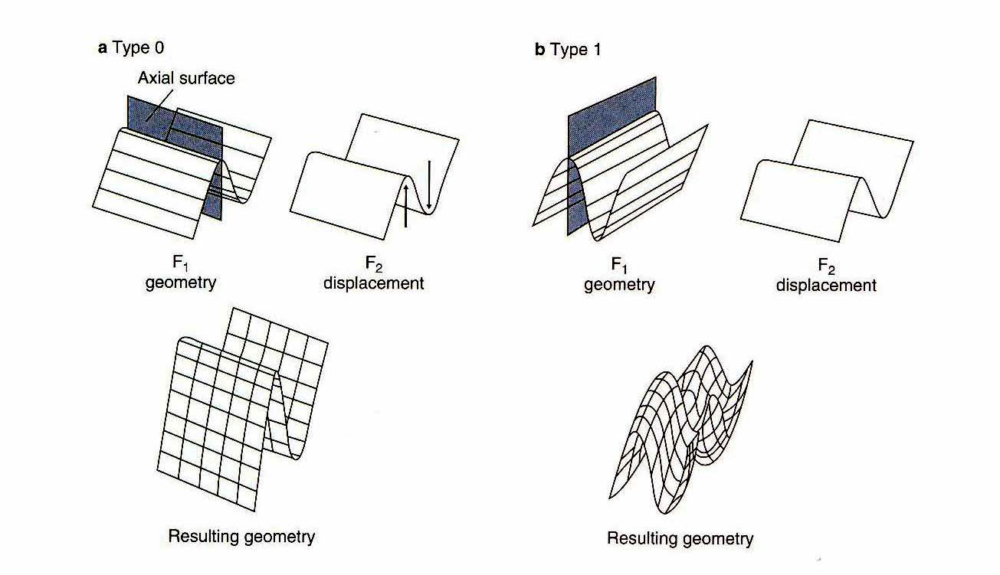 a Type 0
Axial surface
F1
geometry
F2
displacement
Resulting geometry
b Type 1
F1
geometry
F2
displacement
Resulting geometry